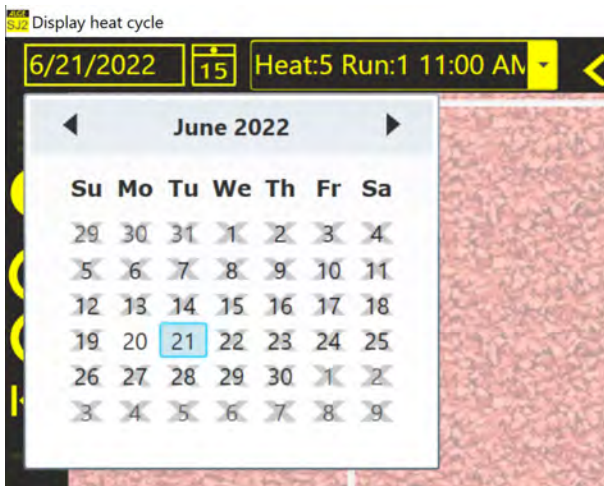 ALGE
SJ2 Display heat cycle
6/21/2022 15 Heat:5 Run:1 11:00 AM
June 2022
Su Mo Tu We Th Fr Sa
29 30 31 1 2 3 4
5 6 7 8 9 10 11
12 13 14 15 16 17 18
19 20 21 22 23 24 25
26 27 28 29 30 1 2
3 4 5 6 7 8 9